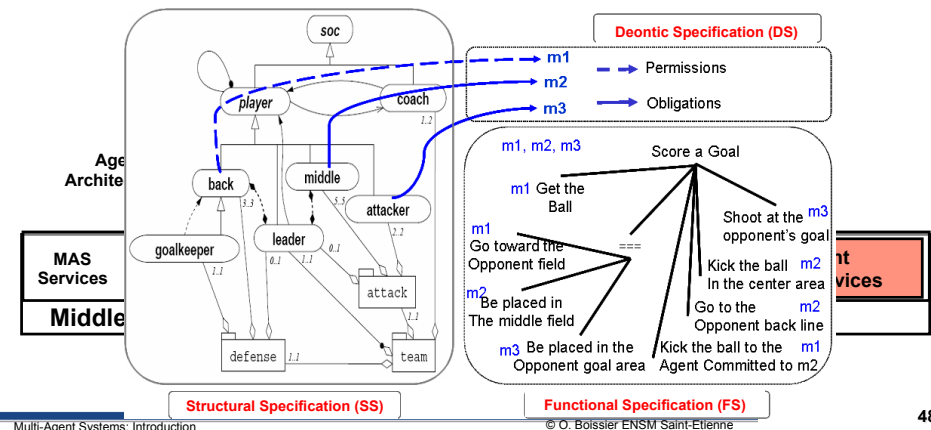 soc
Deontic Specification (DS)
m1
m2
m3
Permissions
Obligations
player
coach
1..2
back
3..3
middle
5..5
attacker
2..2
goalkeeper
1..1
leader
0..1
1..1
0..1
attack
1..1
defense
1..1
team
m1, m2, m3
Score a Goal
m1 Get the
Ball
m1
Go toward the
Opponent field
===
Shoot at the m3
opponent's goal
Kick the ball m2
In the center area
m2
Be placed in
The middle field
Go to the m2
Opponent back line
m3 Be placed in the
Opponent goal area
Kick the ball to the m1
Agent Committed to m2
MAS
Services
Structural Specification (SS)
Functional Specification (FS)
Multi-Agent Systems: Introduction
© O. Boissier ENSM Saint-Etienne
48